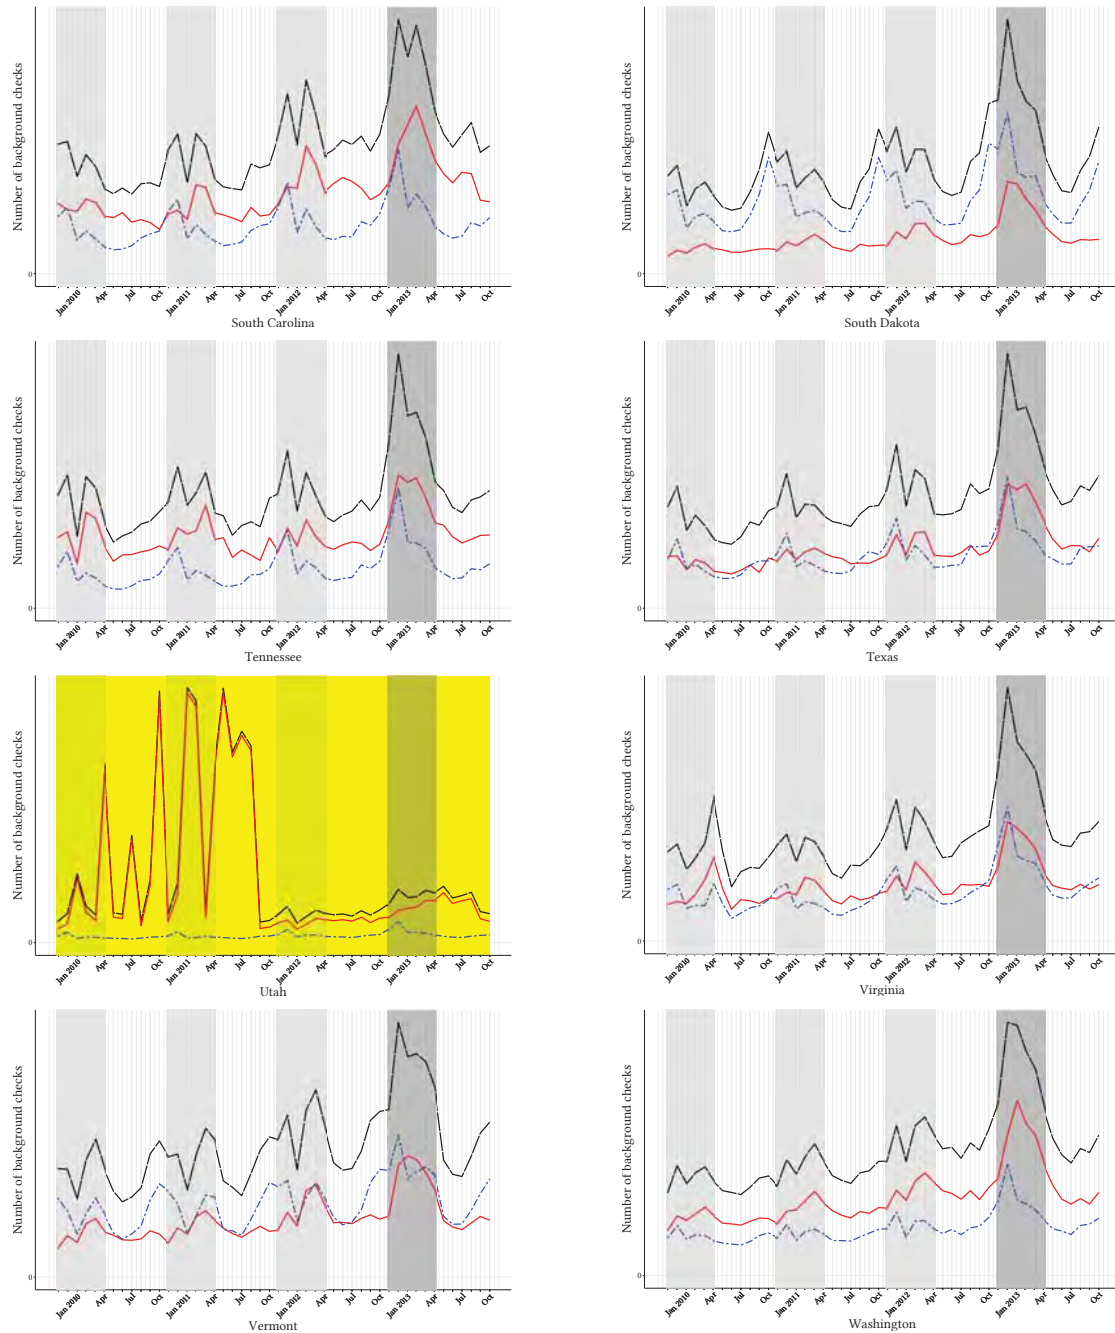 Number of background checks
0
Jan 2010 Apr Jul Oct Jan 2011 Apr Jul Oct Jan 2012 Apr Jul Oct Jan 2013 Apr Jul Oct
South Carolina
Number of background checks
0
Jan 2010 Apr Jul Oct Jan 2011 Apr Jul Oct Jan 2012 Apr Jul Oct Jan 2013 Apr Jul Oct
South Dakota
Number of background checks
0
Jan 2010 Apr Jul Oct Jan 2011 Apr Jul Oct Jan 2012 Apr Jul Oct Jan 2013 Apr Jul Oct
Tennessee
Number of background checks
0
Jan 2010 Apr Jul Oct Jan 2011 Apr Jul Oct Jan 2012 Apr Jul Oct Jan 2013 Apr Jul Oct
Texas
Number of background checks
0
Jan 2010 Apr Jul Oct Jan 2011 Apr Jul Oct Jan 2012 Apr Jul Oct Jan 2013 Apr Jul Oct
Utah
Number of background checks
0
Jan 2010 Apr Jul Oct Jan 2011 Apr Jul Oct Jan 2012 Apr Jul Oct Jan 2013 Apr Jul Oct
Virginia
Number of background checks
0
Jan 2010 Apr Jul Oct Jan 2011 Apr Jul Oct Jan 2012 Apr Jul Oct Jan 2013 Apr Jul Oct
Vermont
Number of background checks
0
Jan 2010 Apr Jul Oct Jan 2011 Apr Jul Oct Jan 2012 Apr Jul Oct Jan 2013 Apr Jul Oct
Washington